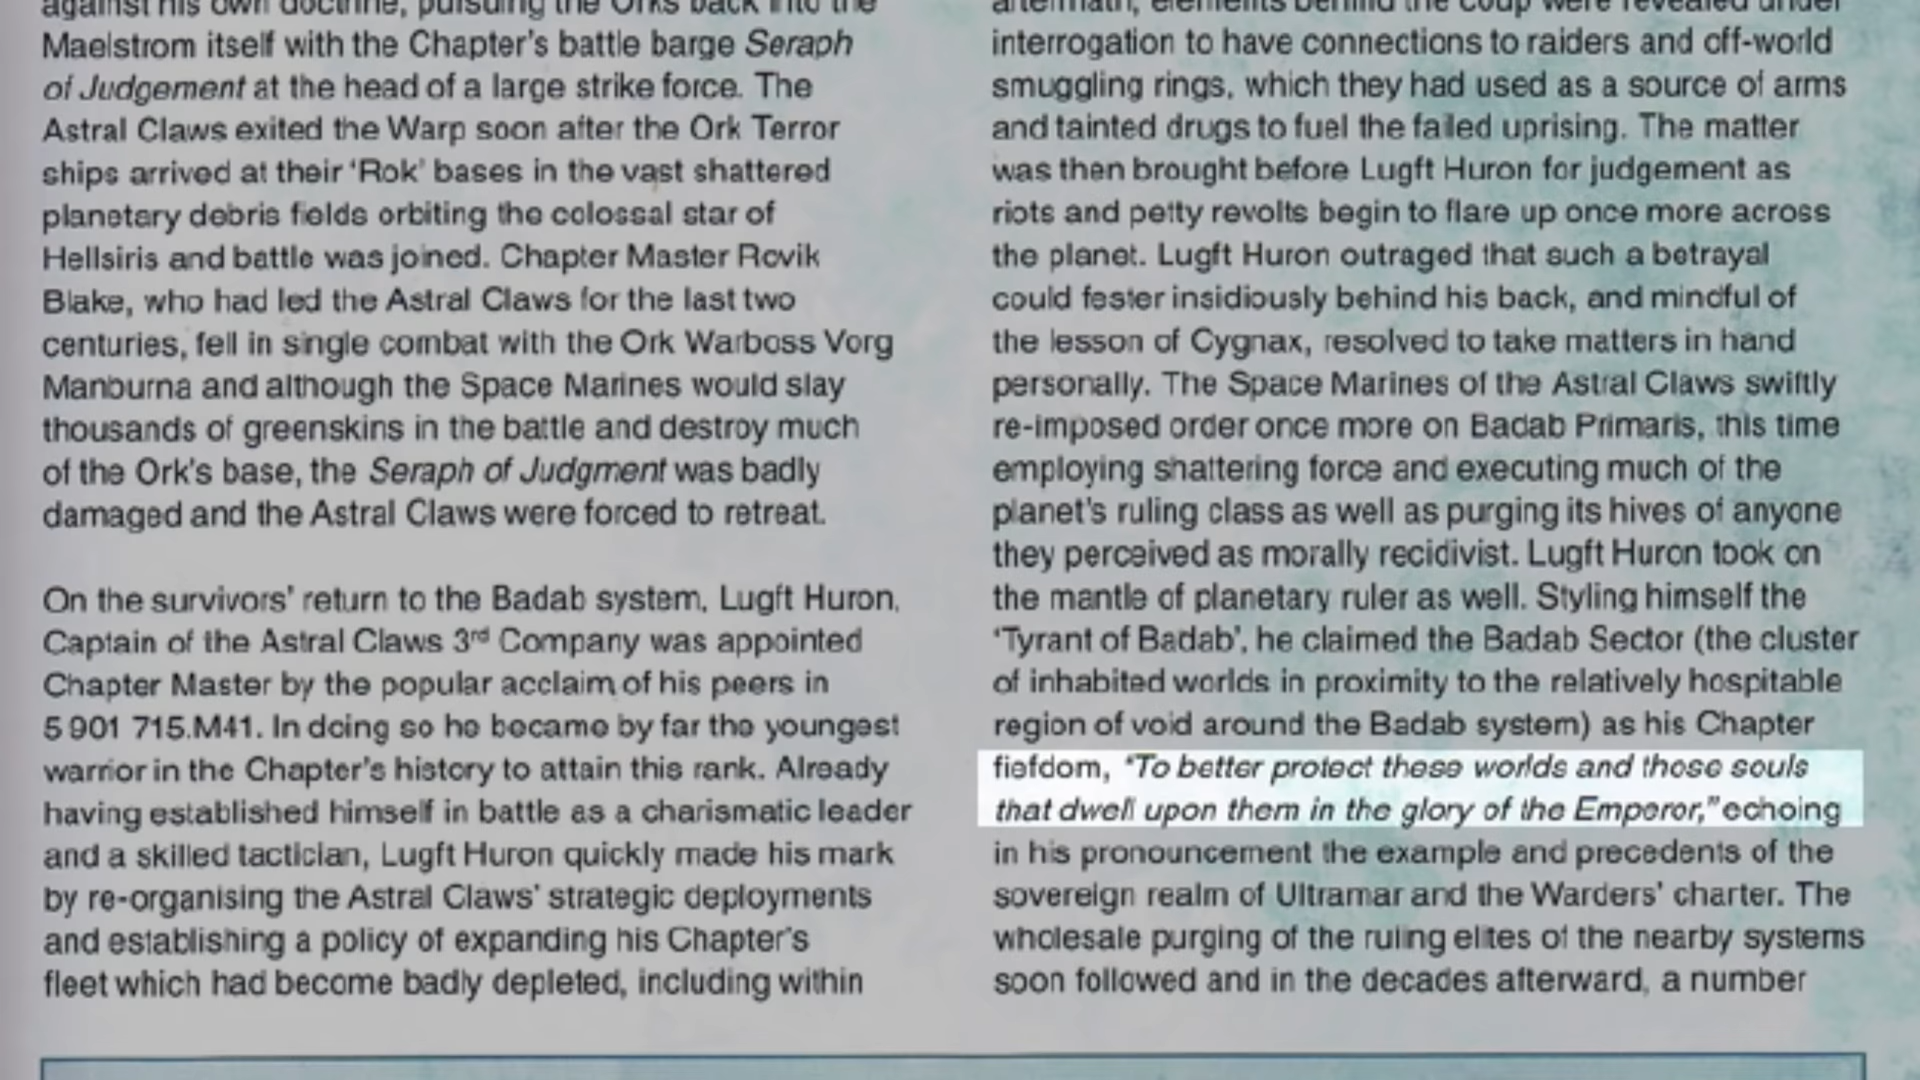 against his own doctrine, pursuing the Orks back into the
Maelstrom itself with the Chapter's battle barge Seraph
of Judgement at the head of a large strike force. The
Astral Claws exited the Warp soon after the Ork Terror
ships arrived at their 'Rok' bases in the vast shattered
planetary debris fields orbiting the colossal star of
Hellsiris and battle was joined. Chapter Master Rovik
Blake, who had led the Astral Claws for the last two
centuries, fell in single combat with the Ork Warboss Vorg
Manburna and although the Space Marines would slay
thousands of greenskins in the battle and destroy much
of the Ork's base, the Seraph of Judgment was badly
damaged and the Astral Claws were forced to retreat.
On the survivors' return to the Badab system, Lugft Huron,
Captain of the Astral Claws 3rd Company was appointed
Chapter Master by the popular acclaim of his peers in
5 901 715.M41. In doing so he became by far the youngest
warrior in the Chapter's history to attain this rank. Already
having established himself in battle as a charismatic leader
and a skilled tactician, Lugft Huron quickly made his mark
by re-organising the Astral Claws' strategic deployments
and establishing a policy of expanding his Chapter's
fleet which had become badly depleted, including within
aftermath, elements behind the coup were revealed under
interrogation to have connections to raiders and off-world
smuggling rings, which they had used as a source of arms
and tainted drugs to fuel the failed uprising. The matter
was then brought before Lugft Huron for judgement as
riots and petty revolts begin to flare up once more across
the planet. Lugft Huron outraged that such a betrayal
could fester insidiously behind his back, and mindful of
the lesson of Cygnax, resolved to take matters in hand
personally. The Space Marines of the Astral Claws swiftly
re-imposed order once more on Badab Primaris, this time
employing shattering force and executing much of the
planet's ruling class as well as purging its hives of anyone
they perceived as morally recidivist. Lugft Huron took on
the mantle of planetary ruler as well. Styling himself the
'Tyrant of Badab', he claimed the Badab Sector (the cluster
of inhabited worlds in proximity to the relatively hospitable
region of void around the Badab system) as his Chapter
fiefdom, "To better protect these worlds and those souls
that dwell upon them in the glory of the Emperor," echoing
in his pronouncement the example and precedents of the
sovereign realm of Ultramar and the Warders' charter. The
wholesale purging of the ruling elites of the nearby systems
soon followed and in the decades afterward, a number